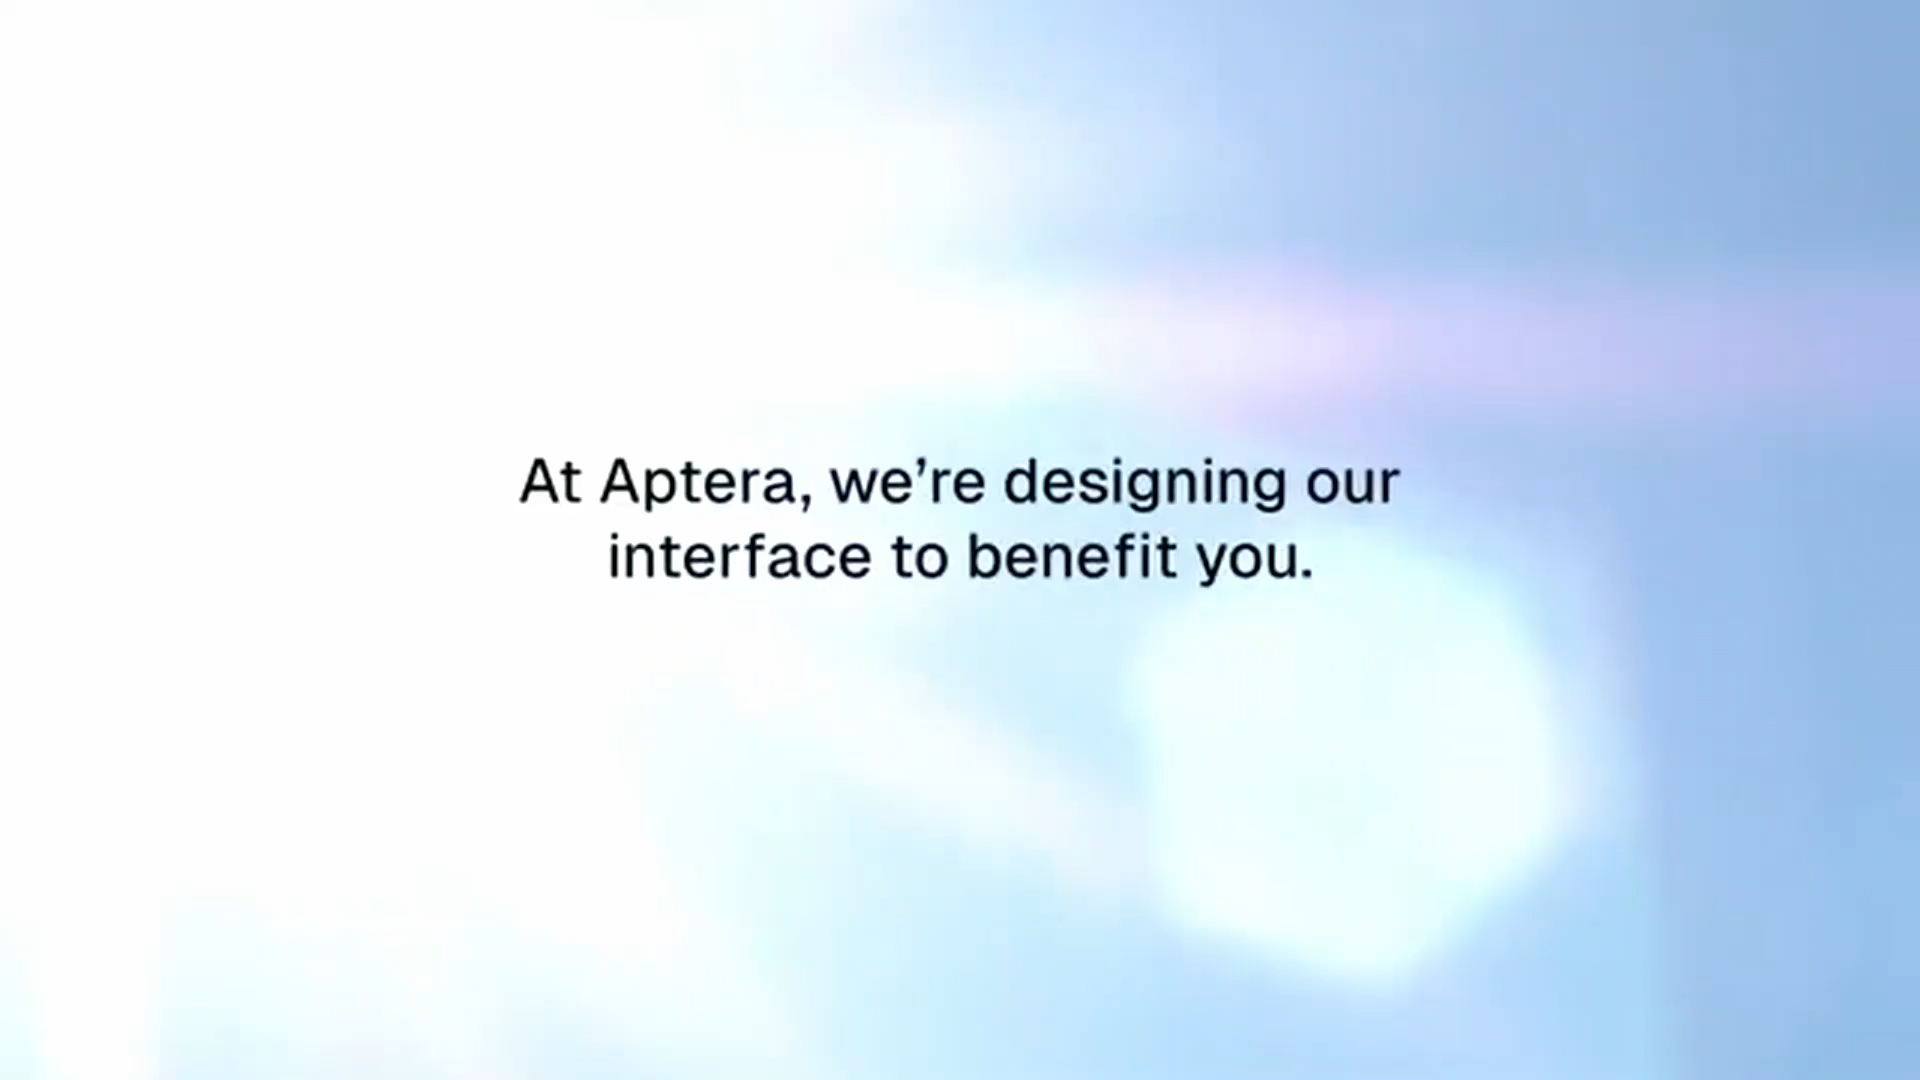 At Aptera, we’re designing our
interface to benefit you.